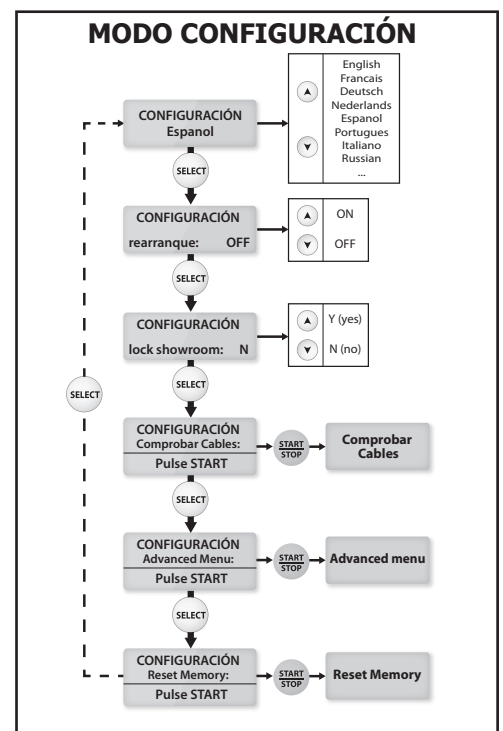 MODO CONFIGURACIÓN
English
Francais
Deutsch
Nederlands
Espanol
Portugues
Italiano
Russian
...
CONFIGURACIÓN
Espanol
SELECT
CONFIGURACIÓN
rearranque: OFF
ON
OFF
SELECT
CONFIGURACIÓN
lock showroom: N
Y (yes)
N (no)
SELECT
SELECT
CONFIGURACIÓN
Comprobar Cables:
Pulse START
START
STOP
Comprobar
Cables
SELECT
CONFIGURACIÓN
Advanced Menu:
Pulse START
START
STOP
Advanced menu
SELECT
CONFIGURACIÓN
Reset Memory:
Pulse START
START
STOP
Reset Memory